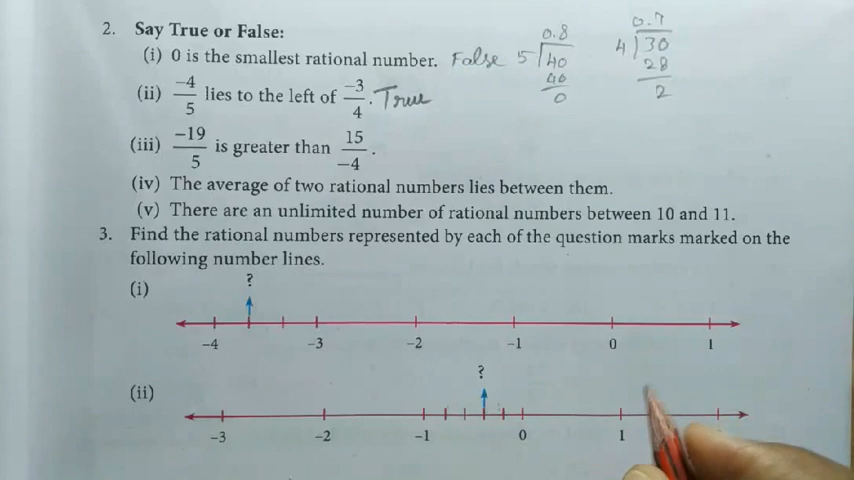 2. Say True or False:
(i) 0 is the smallest rational number. False
(ii) -4/5 lies to the left of -3/4. True
(iii) -19/5 is greater than 15/-4.
(iv) The average of two rational numbers lies between them.
(v) There are an unlimited number of rational numbers between 10 and 11.
3. Find the rational numbers represented by each of the question marks marked on the
following number lines.
(i) ?
-4 -3 -2 -1 0 1
(ii) ?
-3 -2 -1 0 1
0.8
5 40
40
0
0.7
4 30
28
2